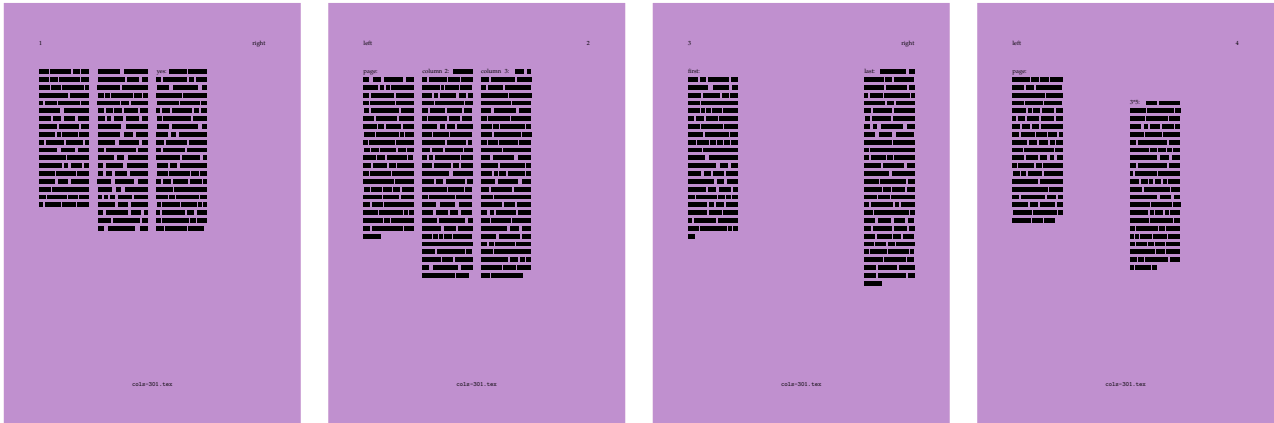 1 right
yes:
cols-301.tex
left 2
page:
column 2:
column 3:
cols-301.tex
3 right
first:
last:
cols-301.tex
left 4
page:
cols-301.tex